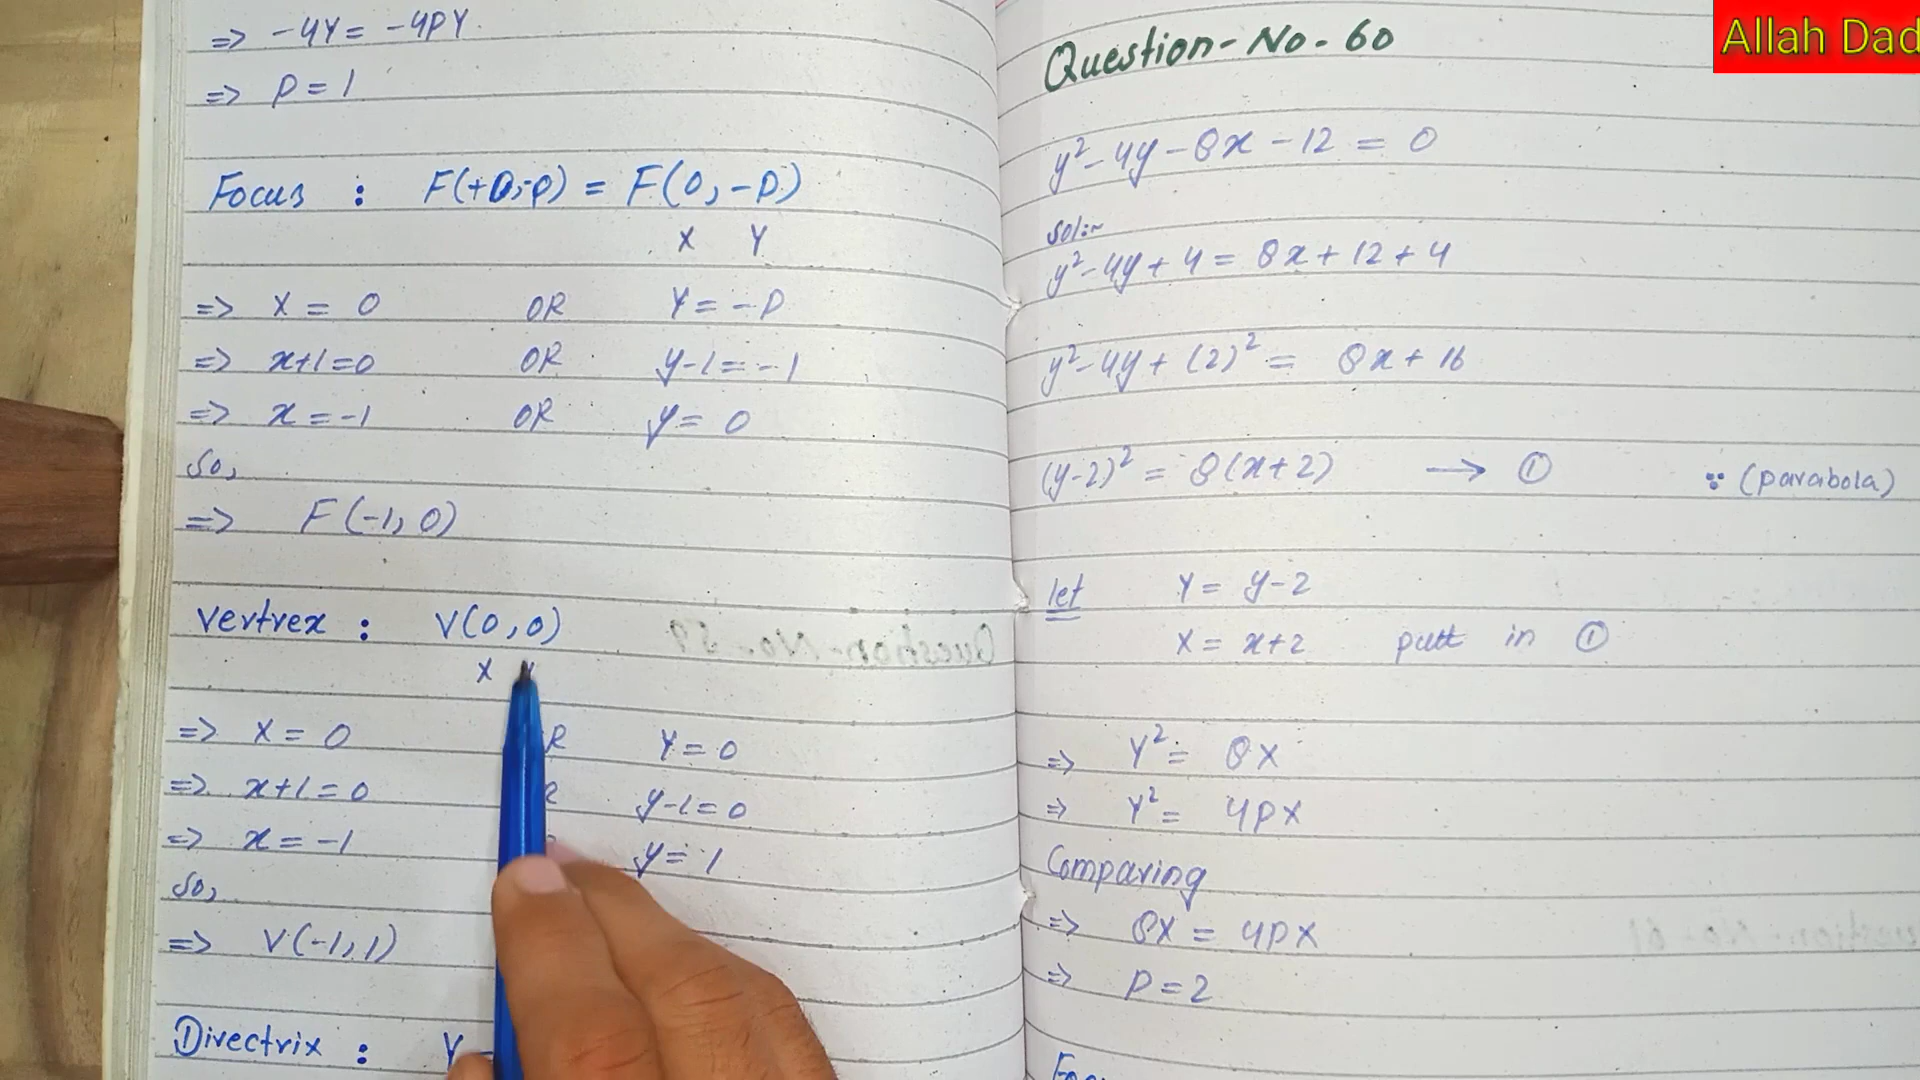 => -4Y = -4PY.
=> P = 1
Focus : F(+0,-p) = F(0, -P)
X Y
=> X = 0 OR Y = -P
=> x+1=0 OR y-1=-1
=> x = -1 OR y = 0
So,
=> F(-1, 0)
Vertrex : V(0, 0)
X
=> X = 0 Y = 0
=> x+1=0 y-1=0
=> x = -1 y = 1
So,
=> V(-1, 1)
Directrix :
Allah Dad
Question-No-60
y²-4y-8x-12 = 0
Sol:~
y²-4y+4 = 8x+12+4
y²-4y+(2)² = 8x+16
(y-2)² = 8(x+2) → ① ∵ (parabola)
let Y = y-2
X = x+2 putt in ①
=> Y² = 8X
=> Y² = 4PX
Comparing
=> 8X = 4PX
=> P = 2